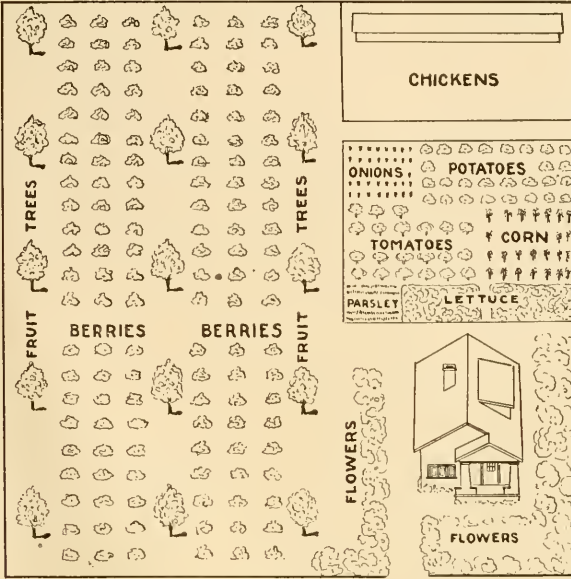 CHICKENS
ONIONS
POTATOES
TREES
TREES
TOMATOES
CORN
PARSLEY
LETTUCE
BERRIES
BERRIES
FRUIT
FRUIT
FLOWERS
FLOWERS